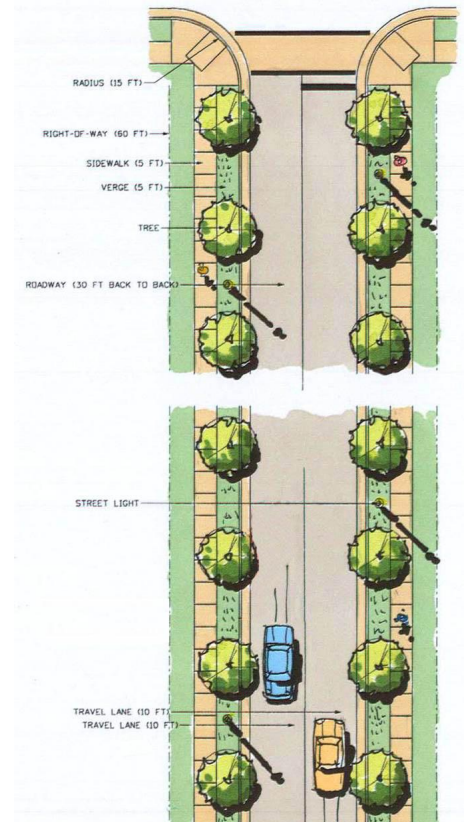 RADIUS (15 FT)
RIGHT-OF-WAY (60 FT)
SIDEWALK (5 FT)
VERGE (5 FT)
TREE
ROADWAY (30 FT BACK TO BACK)
STREET LIGHT
TRAVEL LANE (10 FT)
TRAVEL LANE (10 FT)